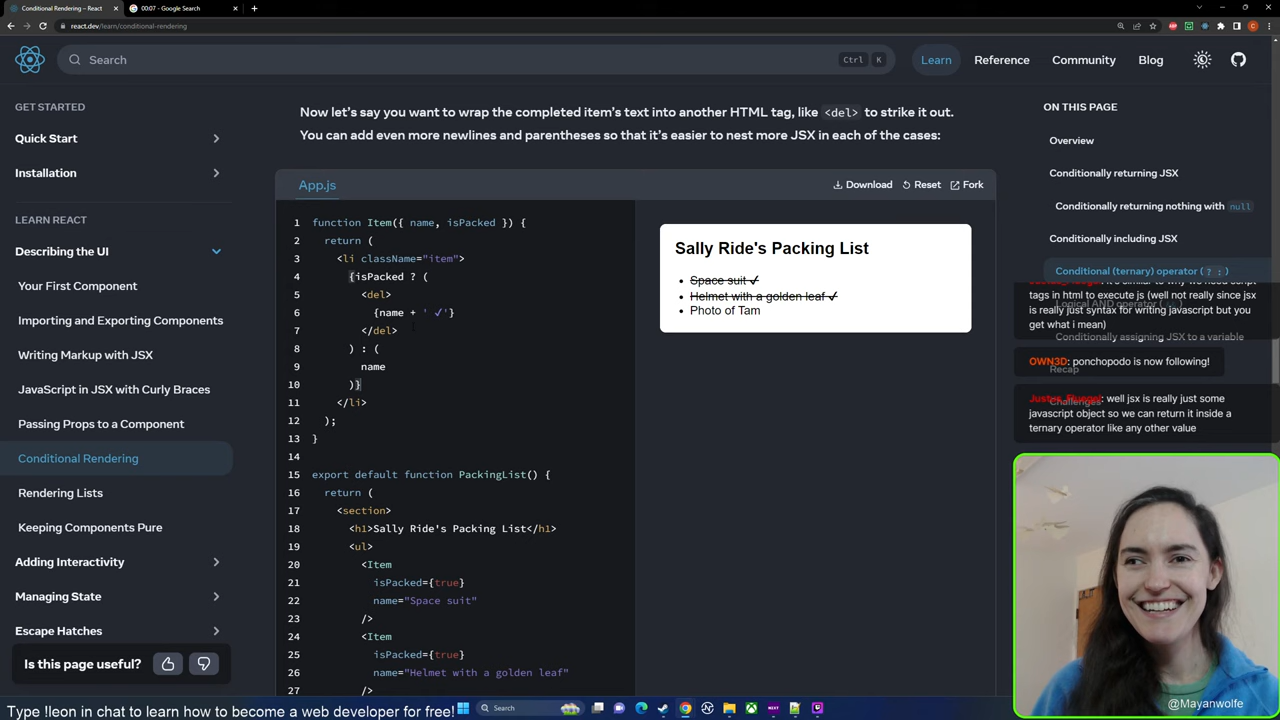 Conditional Rendering – React
00:07 - Google Search
react.dev/learn/conditional-rendering
Search
Ctrl K
Learn
Reference
Community
Blog
GET STARTED
Quick Start
Installation
LEARN REACT
Describing the UI
Your First Component
Importing and Exporting Components
Writing Markup with JSX
JavaScript in JSX with Curly Braces
Passing Props to a Component
Conditional Rendering
Rendering Lists
Keeping Components Pure
Adding Interactivity
Managing State
Escape Hatches
Is this page useful?
Now let’s say you want to wrap the completed item’s text into another HTML tag, like <del> to strike it out.
You can add even more newlines and parentheses so that it’s easier to nest more JSX in each of the cases:
App.js
Download
Reset
Fork
1 function Item({ name, isPacked }) {
2 return (
3 <li className="item">
4 {isPacked ? (
5 <del>
6 {name + ' ✓'}
7 </del>
8 ) : (
9 name
10 )}
11 </li>
12 );
13 }
14
15 export default function PackingList() {
16 return (
17 <section>
18 <h1>Sally Ride's Packing List</h1>
19 <ul>
20 <Item
21 isPacked={true}
22 name="Space suit"
23 />
24 <Item
25 isPacked={true}
26 name="Helmet with a golden leaf"
27 />
Sally Ride's Packing List
Space suit ✓
Helmet with a golden leaf ✓
Photo of Tam
ON THIS PAGE
Overview
Conditionally returning JSX
Conditionally returning nothing with null
Conditionally including JSX
Conditional (ternary) operator ( ? : )
Logical AND operator
Conditionally assigning JSX to a variable
Recap
Challenges
tags in html to execute js (well not really since jsx
is really just syntax for writing javascript but you
get what i mean)
OWN3D: ponchopodo is now following!
well jsx is really just some
javascript object so we can return it inside a
ternary operator like any other value
@Mayanwolfe
Type !leon in chat to learn how to become a web developer for free!
Search